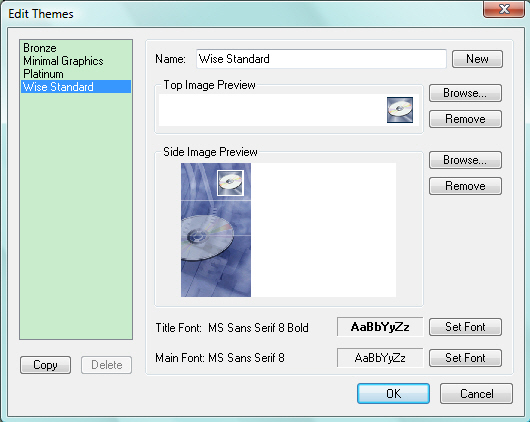 Edit Themes
Bronze
Minimal Graphics
Platinum
Wise Standard
Copy
Delete
Name:
Wise Standard
New
Top Image Preview
Browse...
Remove
Side Image Preview
Browse...
Remove
Title Font: MS Sans Serif 8 Bold
AaBbYyZz
Set Font
Main Font: MS Sans Serif 8
AaBbYyZz
Set Font
OK
Cancel